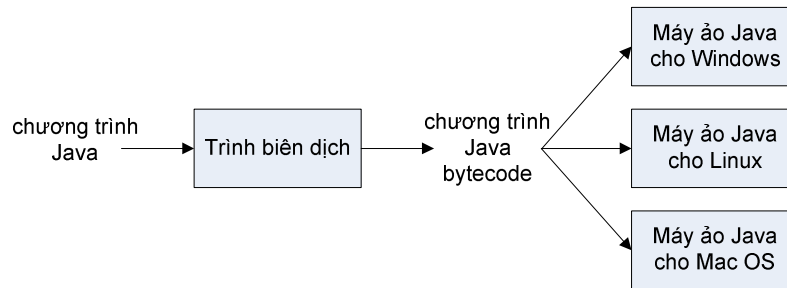 chương trình
Java
Trình biên dịch
chương trình
Java
bytecode
Máy ảo Java
cho Windows
Máy ảo Java
cho Linux
Máy ảo Java
cho Mac OS